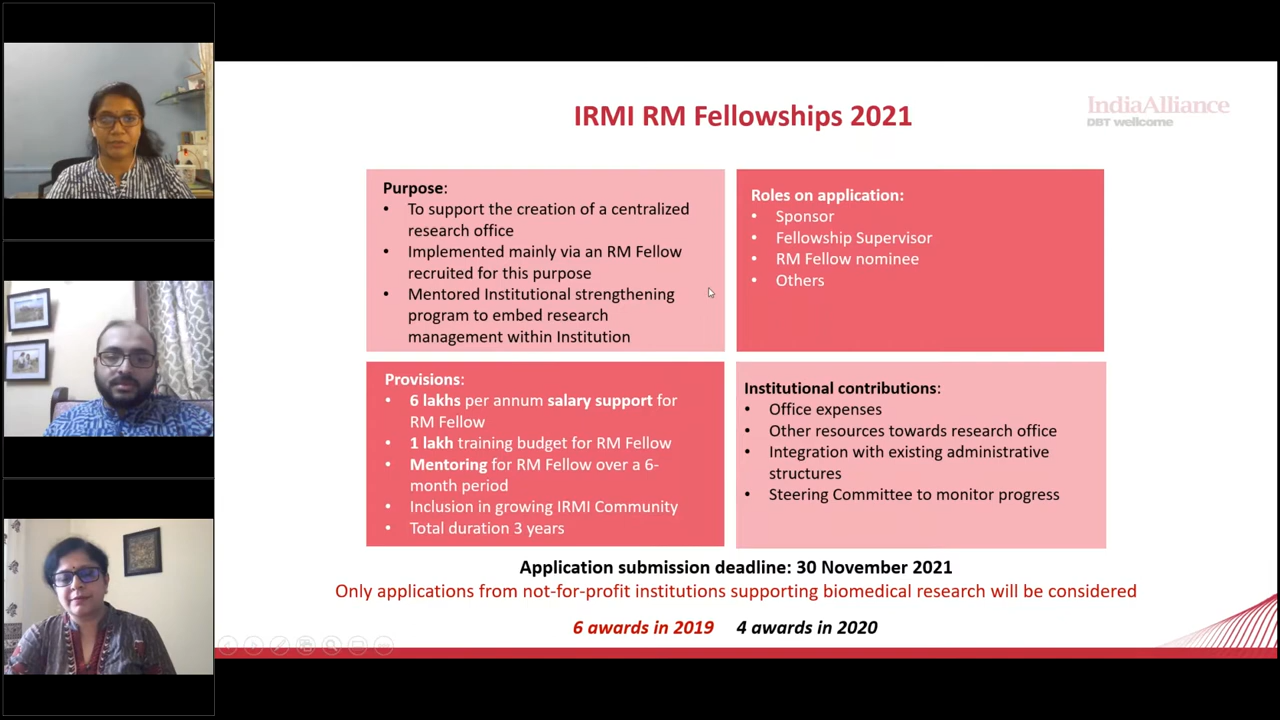 IRMI RM Fellowships 2021
IndiaAlliance
DBT wellcome
Purpose:
• To support the creation of a centralized
research office
• Implemented mainly via an RM Fellow
recruited for this purpose
• Mentored Institutional strengthening
program to embed research
management within Institution
Roles on application:
• Sponsor
• Fellowship Supervisor
• RM Fellow nominee
• Others
Provisions:
• 6 lakhs per annum salary support for
RM Fellow
• 1 lakh training budget for RM Fellow
• Mentoring for RM Fellow over a 6-
month period
• Inclusion in growing IRMI Community
• Total duration 3 years
Institutional contributions:
• Office expenses
• Other resources towards research office
• Integration with existing administrative
structures
• Steering Committee to monitor progress
Application submission deadline: 30 November 2021
Only applications from not-for-profit institutions supporting biomedical research will be considered
6 awards in 2019 4 awards in 2020